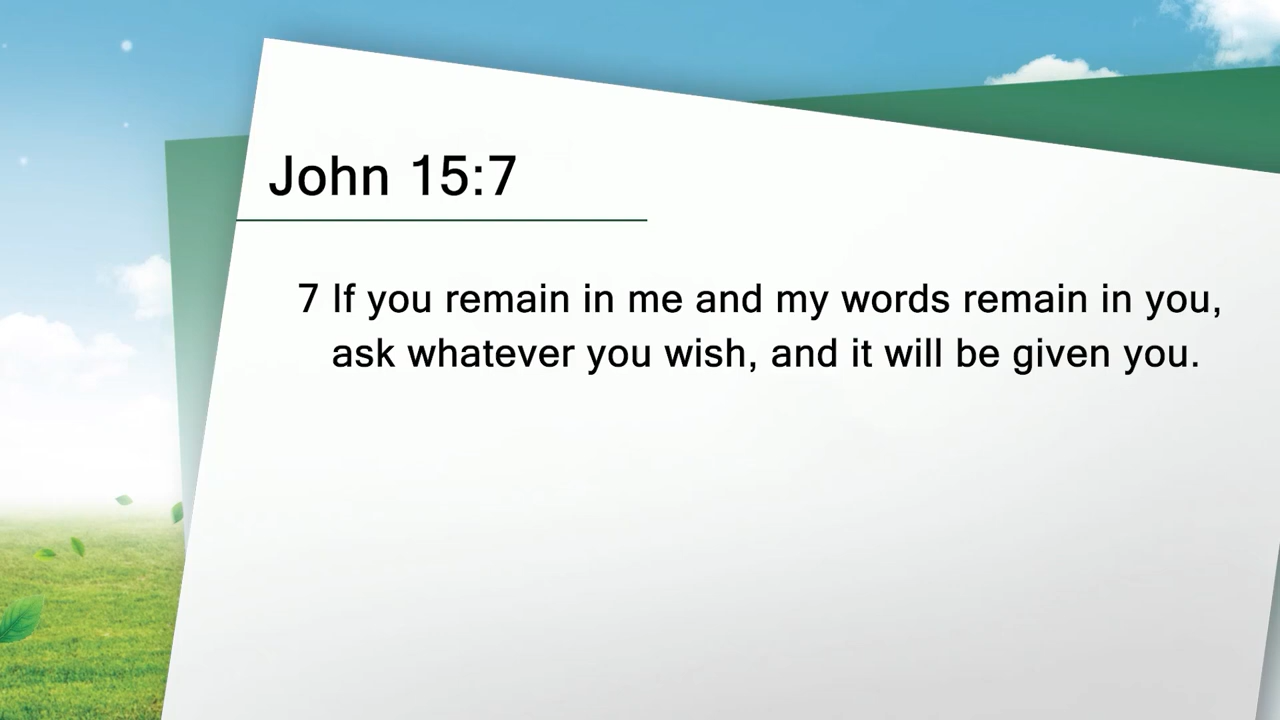 John 15:7
7 If you remain in me and my words remain in you,
ask whatever you wish, and it will be given you.